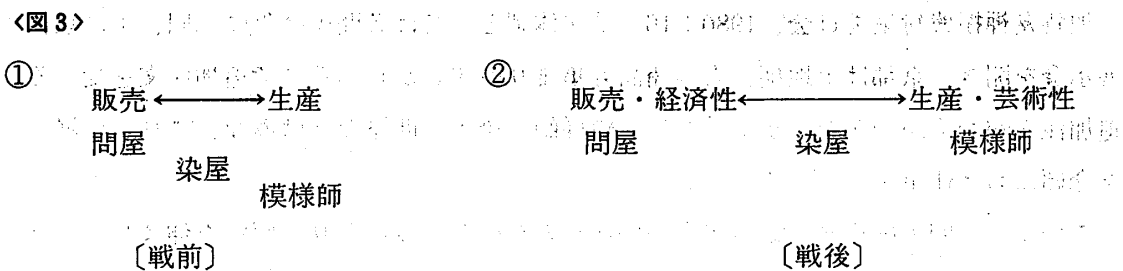 〈図3〉
① 販売←→生産
問屋
染屋
模様師
〔戦前〕
② 販売・経済性←→生産・芸術性
問屋 染屋 模様師
〔戦後〕